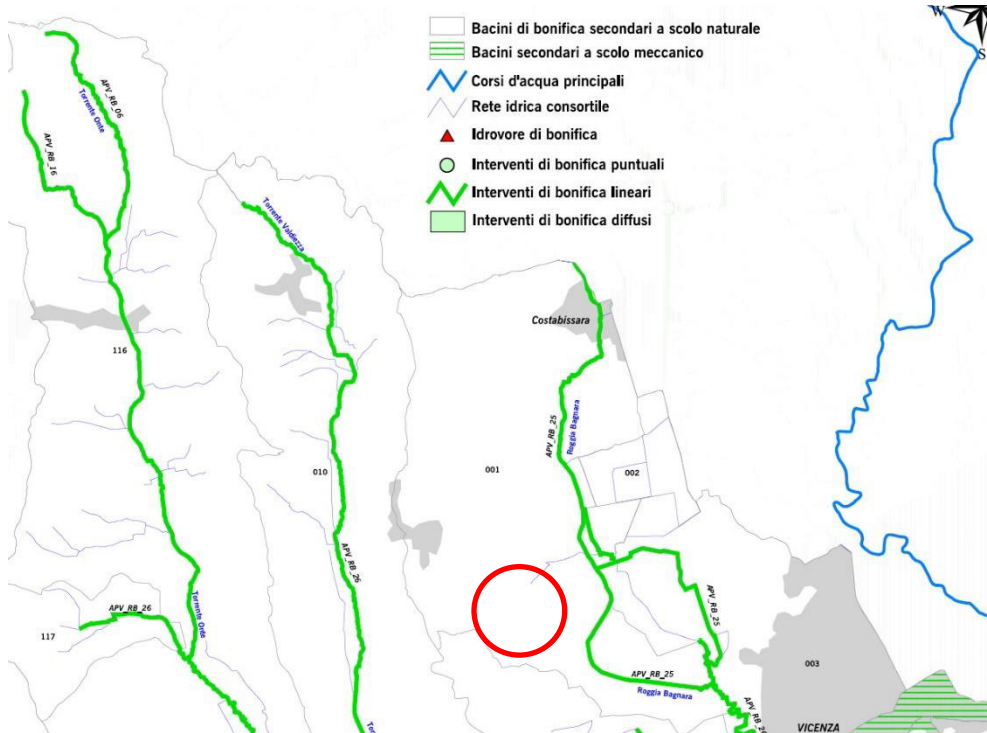 W
S
Bacini di bonifica secondari a scolo naturale
Bacini secondari a scolo meccanico
Corsi d'acqua principali
Rete idrica consortile
Idrovore di bonifica
Interventi di bonifica puntuali
Interventi di bonifica lineari
Interventi di bonifica diffusi
APV_RB_06
Torrente Orde
APV_RB_16
Torrente Valdiezza
Costabissara
116
APV_RB_25
Roggia Bagnara
001
002
010
APV_RB_26
APV_RB_26
Torrente Onte
117
APV_RB_25
003
APV_RB_25
Roggia Bagnara
VICENZA